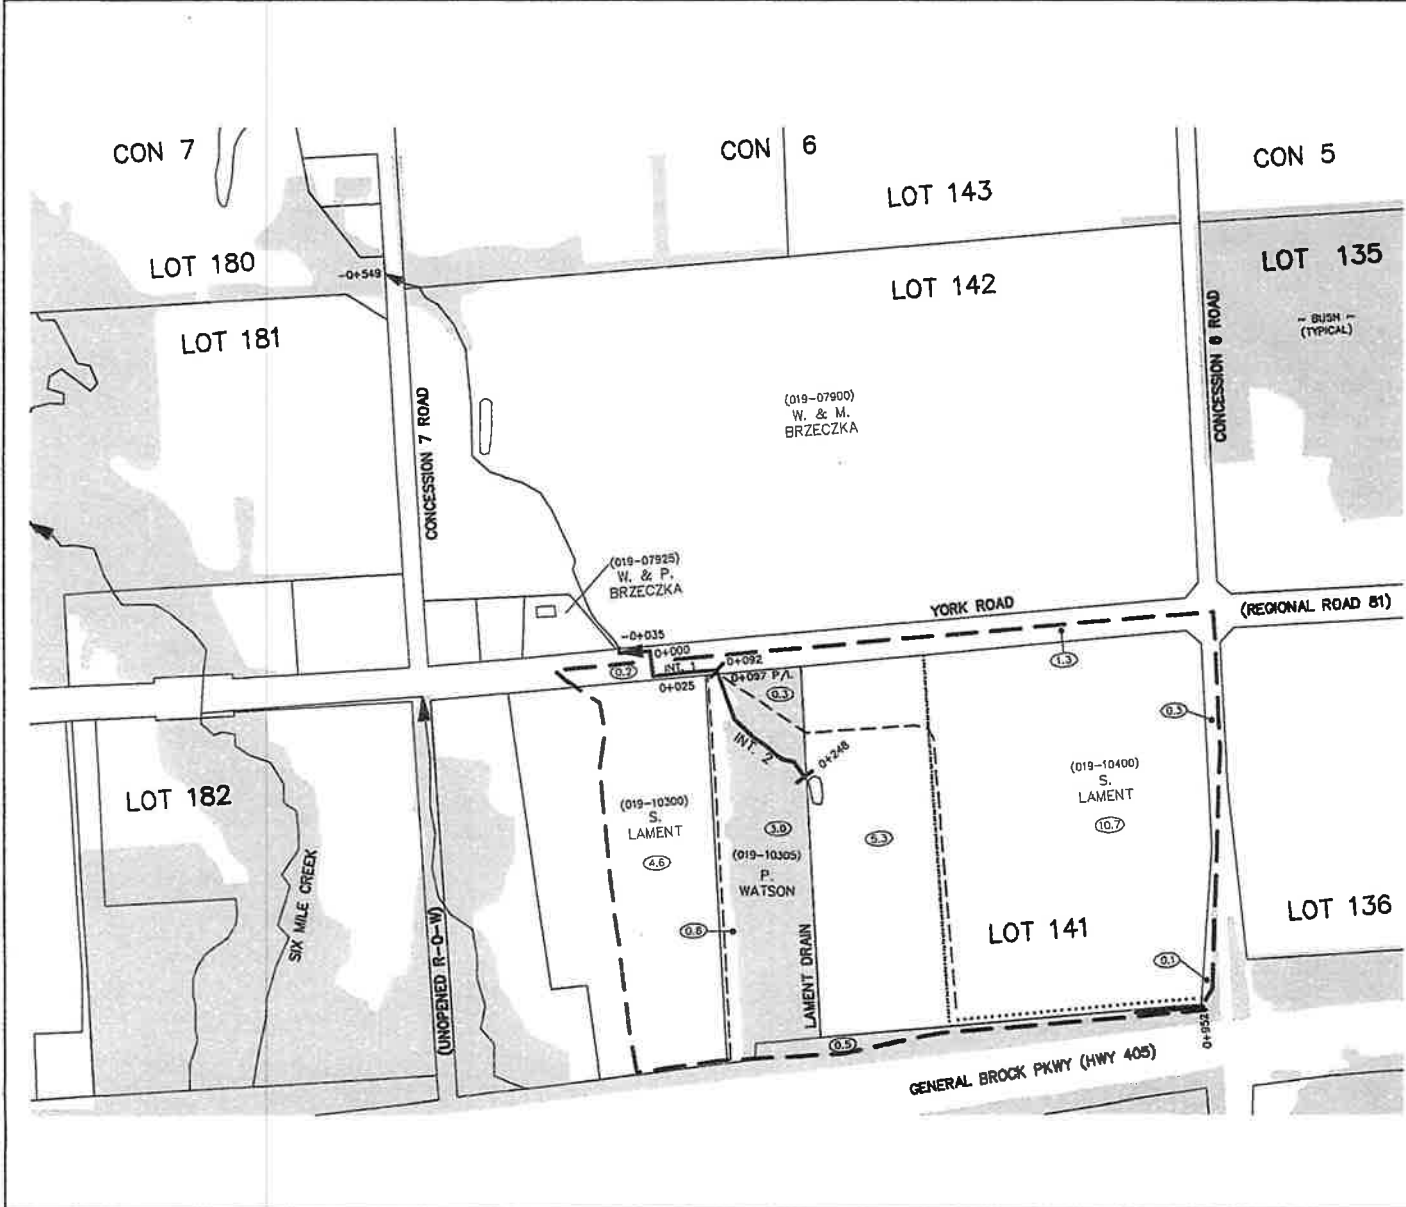 CON 7
CON 6
CON 5
LOT 143
LOT 180
-0+549
LOT 142
LOT 135
~ BUSH ~
(TYPICAL)
LOT 181
CONCESSION 7 ROAD
CONCESSION 6 ROAD
(019-07900)
W. & M.
BRZECZKA
(019-07925)
W. & P.
BRZECZKA
YORK ROAD
(REGIONAL ROAD 81)
-0+035
0+000
INT. 1
0+092
0.2
0+025
0+097 P/L
0.3
1.3
0.3
INT. 2
0+248
LOT 182
(019-10300)
S.
LAMENT
4.6
3.0
(019-10305)
P.
WATSON
5.3
(019-10400)
S.
LAMENT
10.7
SIX MILE CREEK
(UNOPENED R-O-W)
LAMENT DRAIN
LOT 141
LOT 136
0.1
0.5
0+952
GENERAL BROCK PKWY (HWY 405)